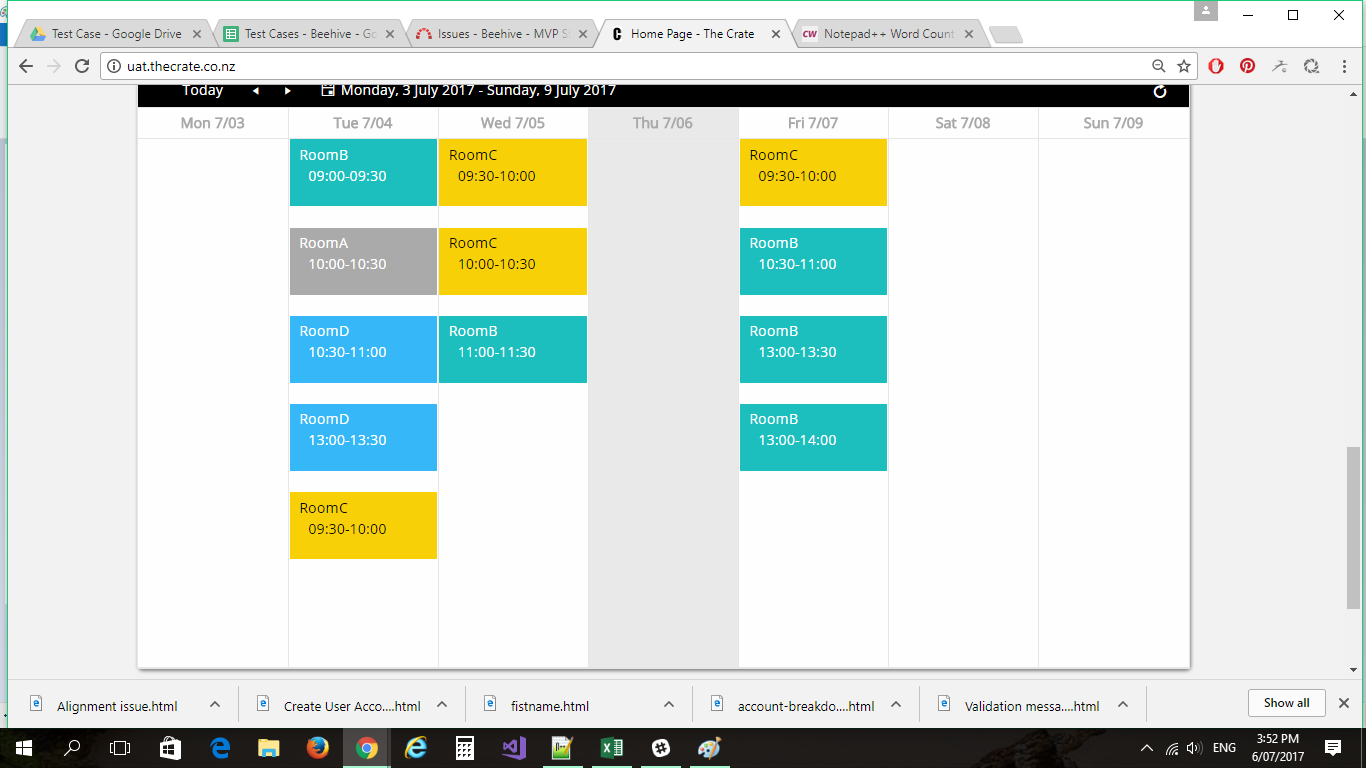 Test Case - Google Drive
Test Cases - Beehive - Go
Issues - Beehive - MVP S
C Home Page - The Crate
CW Notepad++ Word Count
uat.thecrate.co.nz
Today Monday, 3 July 2017 - Sunday, 9 July 2017
Mon 7/03 Tue 7/04 Wed 7/05 Thu 7/06 Fri 7/07 Sat 7/08 Sun 7/09
RoomB
09:00-09:30
RoomA
10:00-10:30
RoomD
10:30-11:00
RoomD
13:00-13:30
RoomC
09:30-10:00
RoomC
09:30-10:00
RoomC
10:00-10:30
RoomB
11:00-11:30
RoomC
09:30-10:00
RoomB
10:30-11:00
RoomB
13:00-13:30
RoomB
13:00-14:00
Alignment issue.html
Create User Acco....html
fistname.html
account-breakdo....html
Validation messa....html
Show all
ENG
3:52 PM
6/07/2017